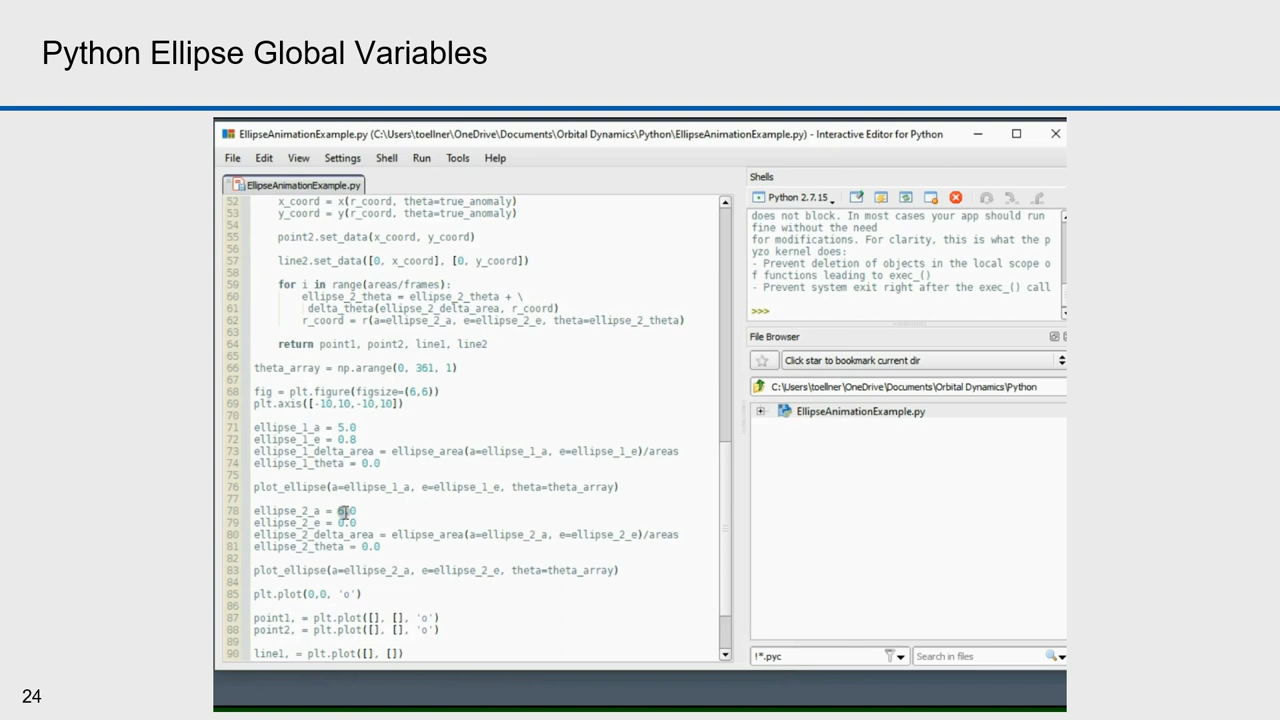 Python Ellipse Global Variables
EllipseAnimationExample.py (C:\Users\toellner\OneDrive\Documents\Orbital Dynamics\Python\EllipseAnimationExample.py) - Interactive Editor for Python
File Edit View Settings Shell Run Tools Help
EllipseAnimationExample.py
52 x_coord = x(r_coord, theta=true_anomaly)
53 y_coord = y(r_coord, theta=true_anomaly)
54
55 point2.set_data(x_coord, y_coord)
56
57 line2.set_data([0, x_coord], [0, y_coord])
58
59 for i in range(areas/frames):
60 ellipse_2_theta = ellipse_2_theta + \
61 delta_theta(ellipse_2_delta_area, r_coord)
62 r_coord = r(a=ellipse_2_a, e=ellipse_2_e, theta=ellipse_2_theta)
63
64 return point1, point2, line1, line2
65
66 theta_array = np.arange(0, 361, 1)
67
68 fig = plt.figure(figsize=(6,6))
69 plt.axis([-10,10,-10,10])
70
71 ellipse_1_a = 5.0
72 ellipse_1_e = 0.8
73 ellipse_1_delta_area = ellipse_area(a=ellipse_1_a, e=ellipse_1_e)/areas
74 ellipse_1_theta = 0.0
75
76 plot_ellipse(a=ellipse_1_a, e=ellipse_1_e, theta=theta_array)
77
78 ellipse_2_a = 6.0
79 ellipse_2_e = 0.0
80 ellipse_2_delta_area = ellipse_area(a=ellipse_2_a, e=ellipse_2_e)/areas
81 ellipse_2_theta = 0.0
82
83 plot_ellipse(a=ellipse_2_a, e=ellipse_2_e, theta=theta_array)
84
85 plt.plot(0,0, 'o')
86
87 point1, = plt.plot([], [], 'o')
88 point2, = plt.plot([], [], 'o')
89
90 line1, = plt.plot([], [])
Shells
Python 2.7.15
does not block. In most cases your app should run
fine without the need
for modifications. For clarity, this is what the p
yzo kernel does:
- Prevent deletion of objects in the local scope o
f functions leading to exec_()
- Prevent system exit right after the exec_() call
>>>
File Browser
Click star to bookmark current dir
C:\Users\toellner\OneDrive\Documents\Orbital Dynamics\Python
EllipseAnimationExample.py
!*.pyc
Search in files
24